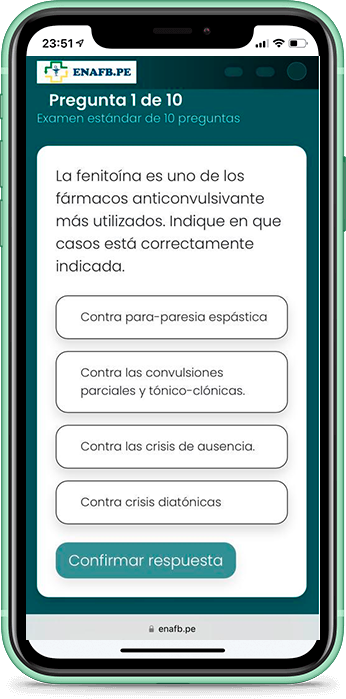 23:51
ENAFB.PE
Pregunta 1 de 10
Examen estándar de 10 preguntas
La fenitoína es uno de los
fármacos anticonvulsivante
más utilizados. Indique en que
casos está correctamente
indicada.
Contra para-paresia espástica
Contra las convulsiones
parciales y tónico-clónicas.
Contra las crisis de ausencia.
Contra crisis diatónicas
Confirmar respuesta
enafb.pe